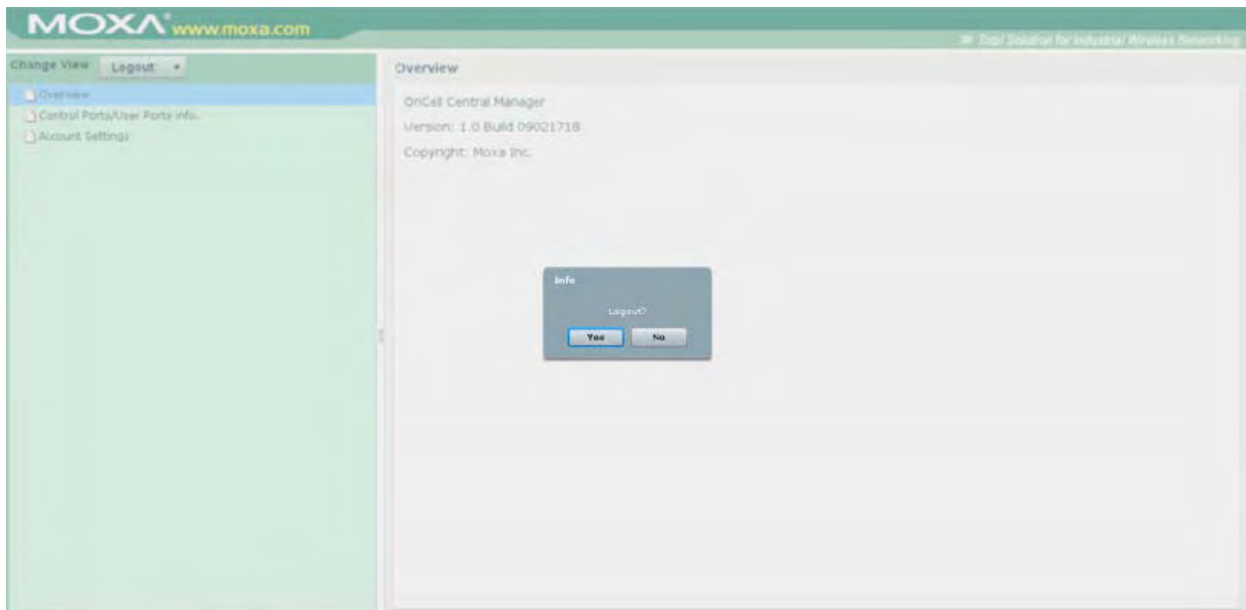 MOXA® www.moxa.com
Total Solution for Industrial Wireless Networking
Change View Logout
Overview
Control Ports/User Ports info.
Account Settings
Overview
OnCell Central Manager
Version: 1.0 Build 09021718
Copyright: Moxa Inc.
Info
Logout?
Yes No